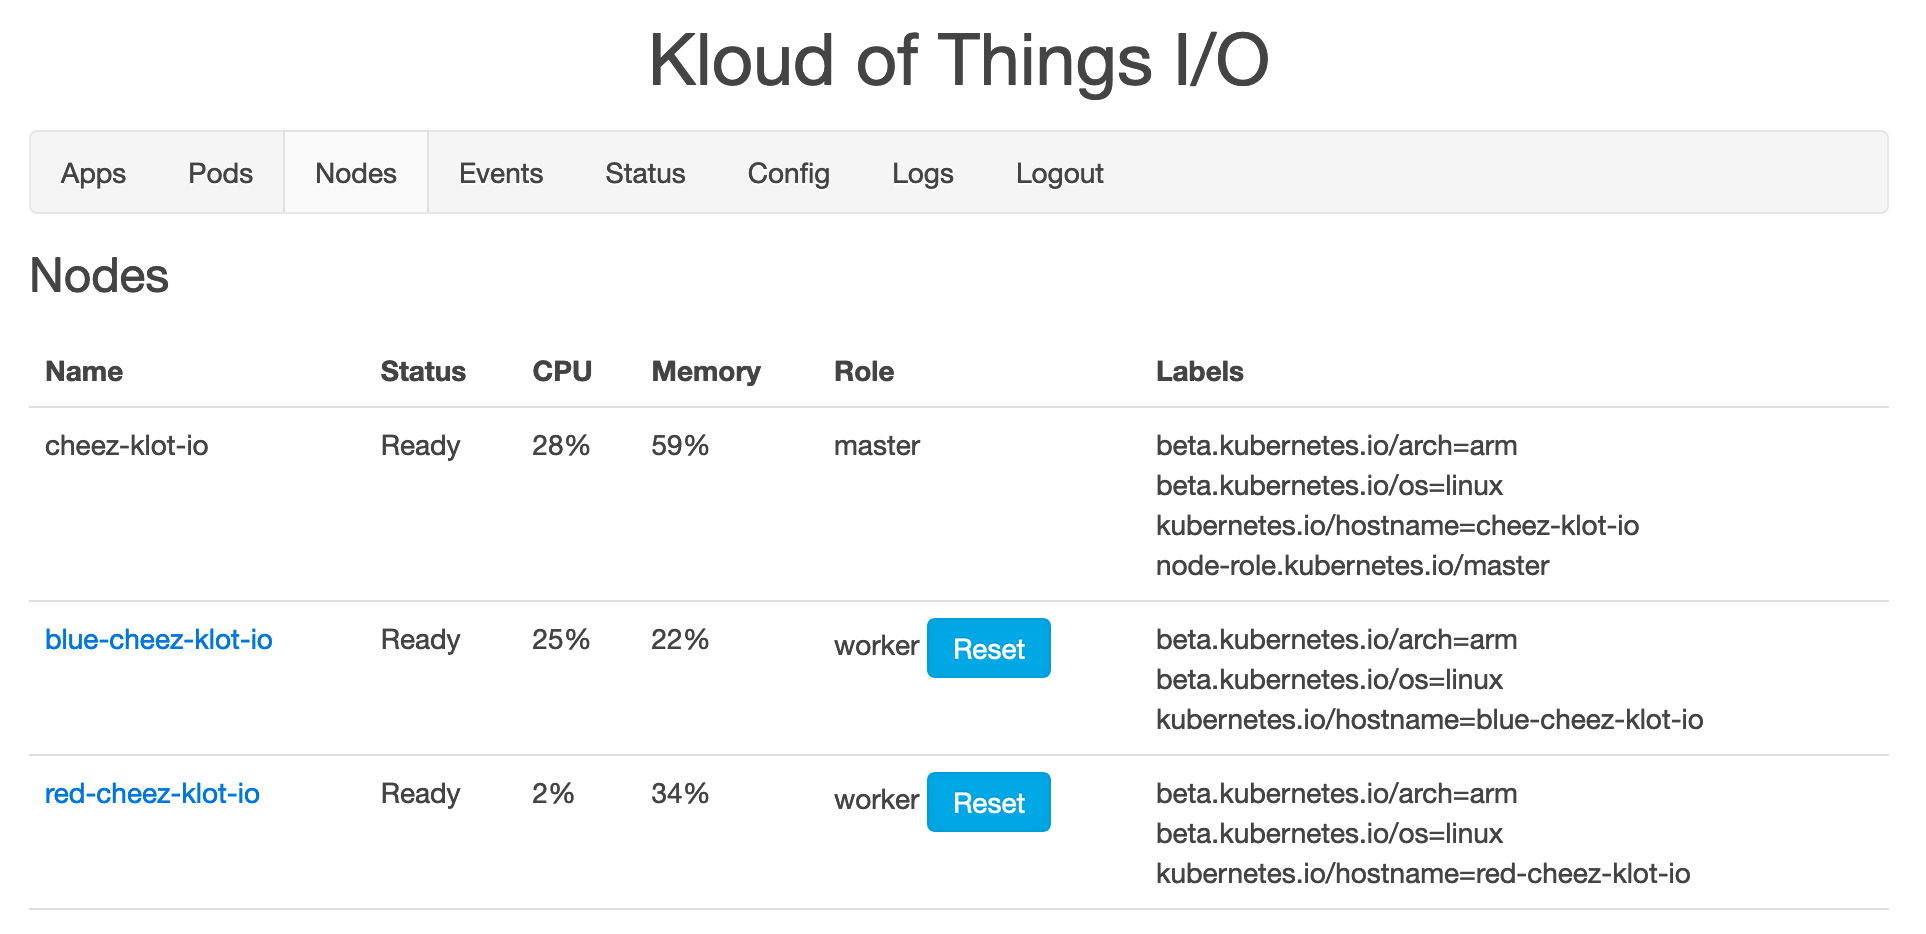 Kloud of Things I/O
Apps Pods Nodes Events Status Config Logs Logout
Nodes
Name Status CPU Memory Role Labels
cheez-klot-io Ready 28% 59% master beta.kubernetes.io/arch=arm
beta.kubernetes.io/os=linux
kubernetes.io/hostname=cheez-klot-io
node-role.kubernetes.io/master
blue-cheez-klot-io Ready 25% 22% worker Reset beta.kubernetes.io/arch=arm
beta.kubernetes.io/os=linux
kubernetes.io/hostname=blue-cheez-klot-io
red-cheez-klot-io Ready 2% 34% worker Reset beta.kubernetes.io/arch=arm
beta.kubernetes.io/os=linux
kubernetes.io/hostname=red-cheez-klot-io